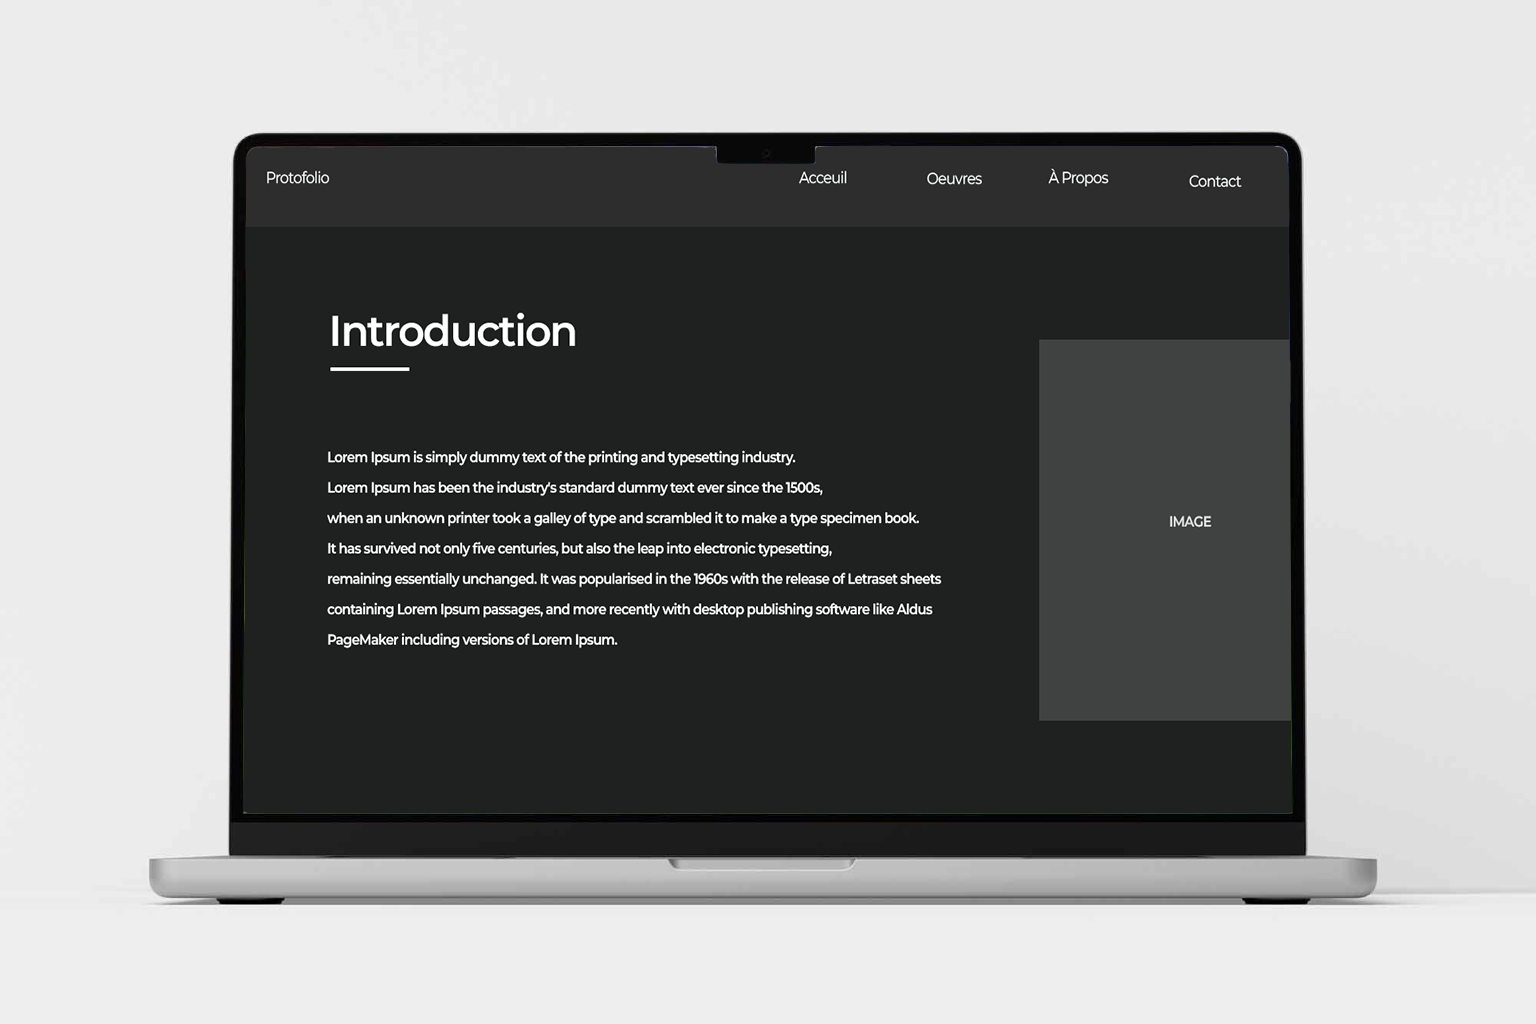 Protofolio
Acceuil
Oeuvres
À Propos
Contact
Introduction
Lorem Ipsum is simply dummy text of the printing and typesetting industry.
Lorem Ipsum has been the industry's standard dummy text ever since the 1500s,
when an unknown printer took a galley of type and scrambled it to make a type specimen book.
It has survived not only five centuries, but also the leap into electronic typesetting,
remaining essentially unchanged. It was popularised in the 1960s with the release of Letraset sheets
containing Lorem Ipsum passages, and more recently with desktop publishing software like Aldus
PageMaker including versions of Lorem Ipsum.
IMAGE